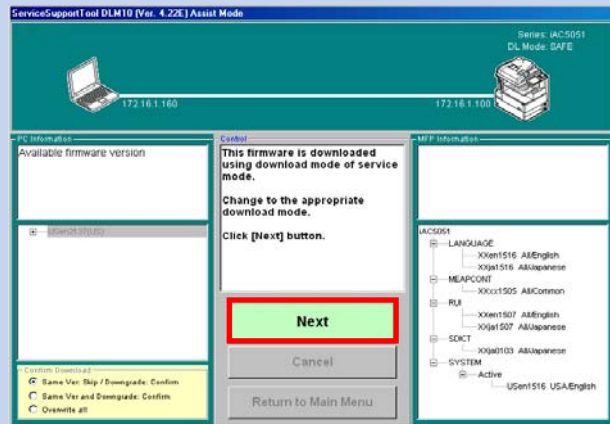 ServiceSupportTool DLM10 (Ver. 4.22E) Assist Mode
Series: iAC5051
DL Mode: SAFE
172.16.1.160
172.16.1.100
PC Information
Available firmware version
USen2137(US)
Confirm Download
Same Ver: Skip / Downgrade: Confirm
Same Ver and Downgrade: Confirm
Overwrite all
Control
This firmware is downloaded
using download mode of service
mode.
Change to the appropriate
download mode.
Click [Next] button.
Next
Cancel
Return to Main Menu
MFP Information
iAC5051
LANGUAGE
XXen1516 All/English
XXja1516 All/Japanese
MEAPCONT
XXxx1505 All/Common
RUI
XXen1507 All/English
XXja1507 All/Japanese
SDICT
XXja0103 All/Japanese
SYSTEM
Active
USen1516 USA/English